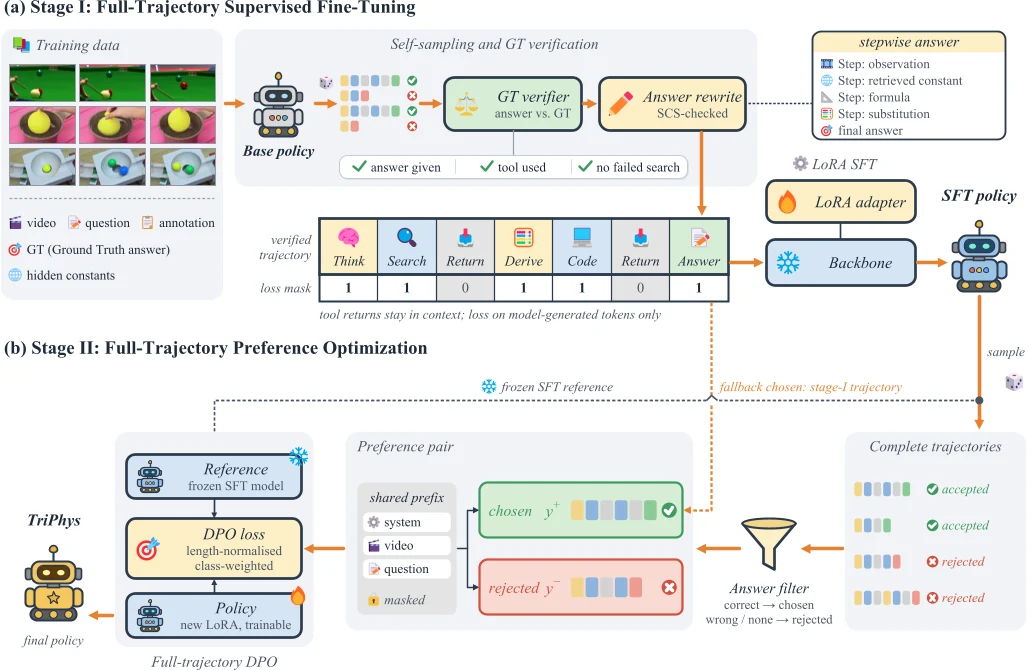 (a) Stage I: Full-Trajectory Supervised Fine-Tuning
Training data
video
question
annotation
GT (Ground Truth answer)
hidden constants
Self-sampling and GT verification
Base policy
GT verifier
answer vs. GT
Answer rewrite
SCS-checked
answer given
tool used
no failed search
stepwise answer
Step: observation
Step: retrieved constant
Step: formula
Step: substitution
final answer
verified
trajectory
Think
Search
Return
Derive
Code
Return
Answer
loss mask
1
1
0
1
1
0
1
tool returns stay in context; loss on model-generated tokens only
LoRA SFT
LoRA adapter
Backbone
SFT policy
sample
(b) Stage II: Full-Trajectory Preference Optimization
frozen SFT reference
fallback chosen: stage-I trajectory
Complete trajectories
accepted
accepted
rejected
rejected
Answer filter
correct → chosen
wrong / none → rejected
Preference pair
shared prefix
system
video
question
masked
chosen y+
rejected y−
Reference
frozen SFT model
DPO loss
length-normalised
class-weighted
Policy
new LoRA, trainable
Full-trajectory DPO
TriPhys
final policy